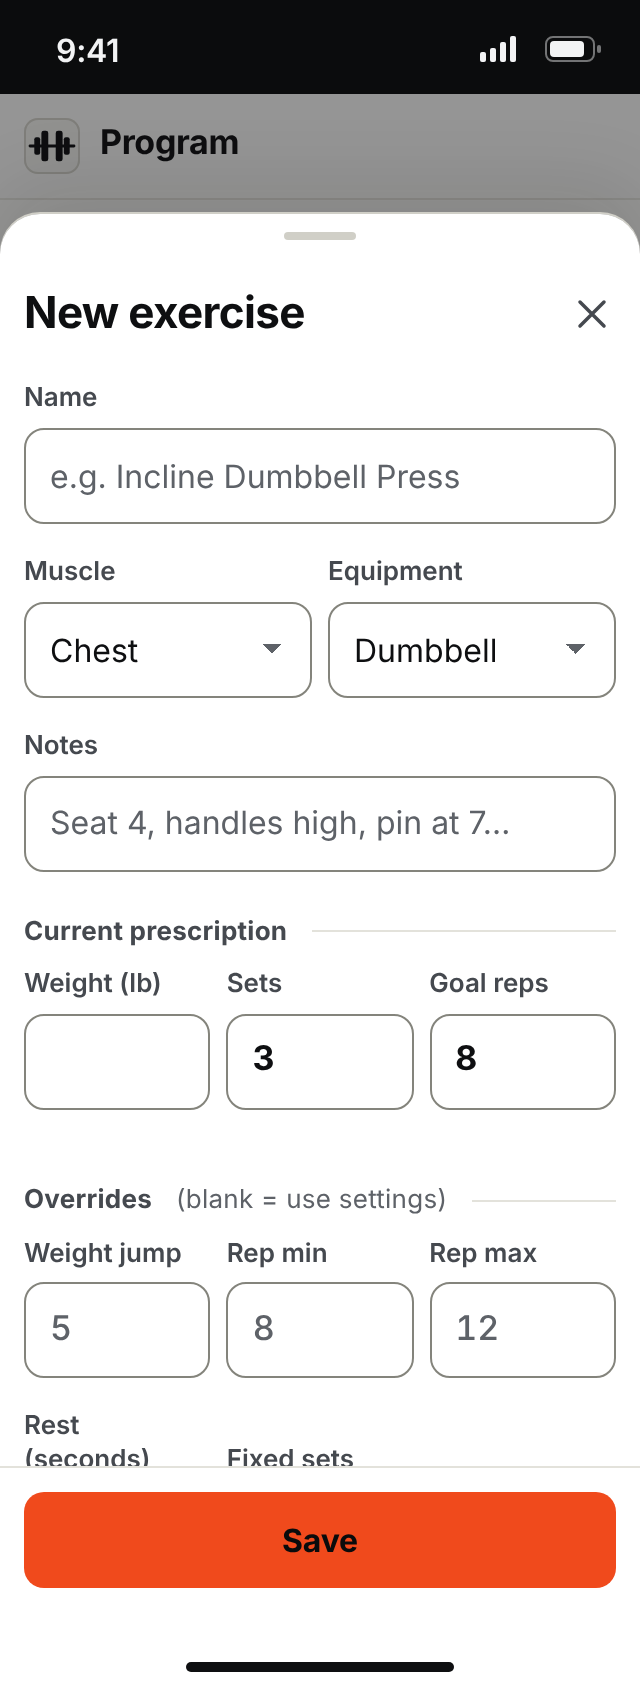 9:41
Program
New exercise
Name
e.g. Incline Dumbbell Press
Muscle
Equipment
Chest
Dumbbell
Notes
Seat 4, handles high, pin at 7...
Current prescription
Weight (lb)
Sets
Goal reps
3
8
Overrides (blank = use settings)
Weight jump
Rep min
Rep max
5
8
12
Rest
(seconds)
Fixed sets
Save